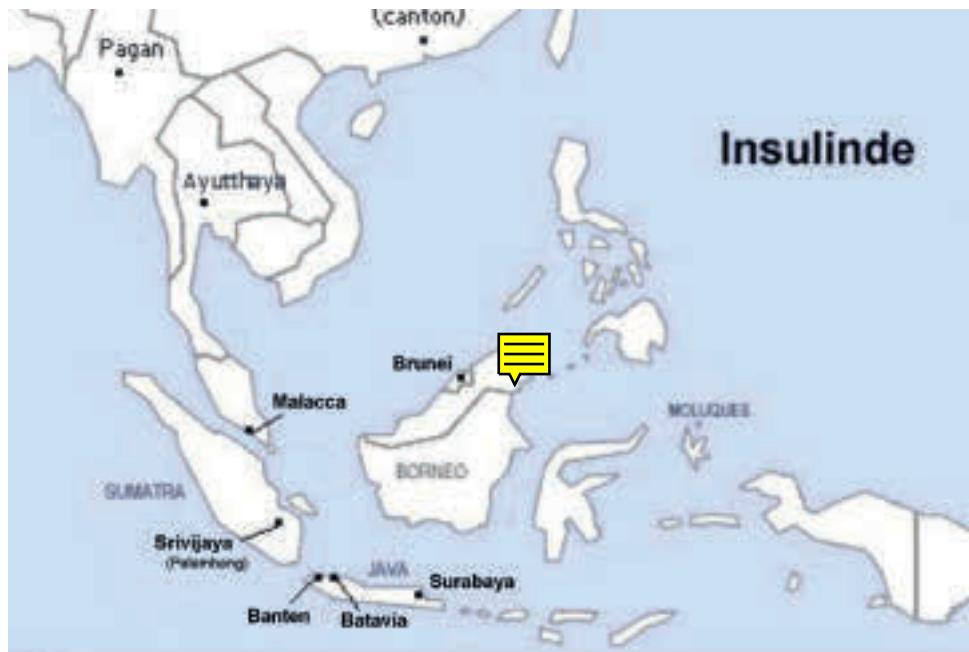 (canton)
Pagan
Insulinde
Ayutthaya
Brunei
Malacca
MOLUQUES
BORNEO
SUMATRA
Srivijaya
(Palembang)
JAVA
Surabaya
Banten
Batavia